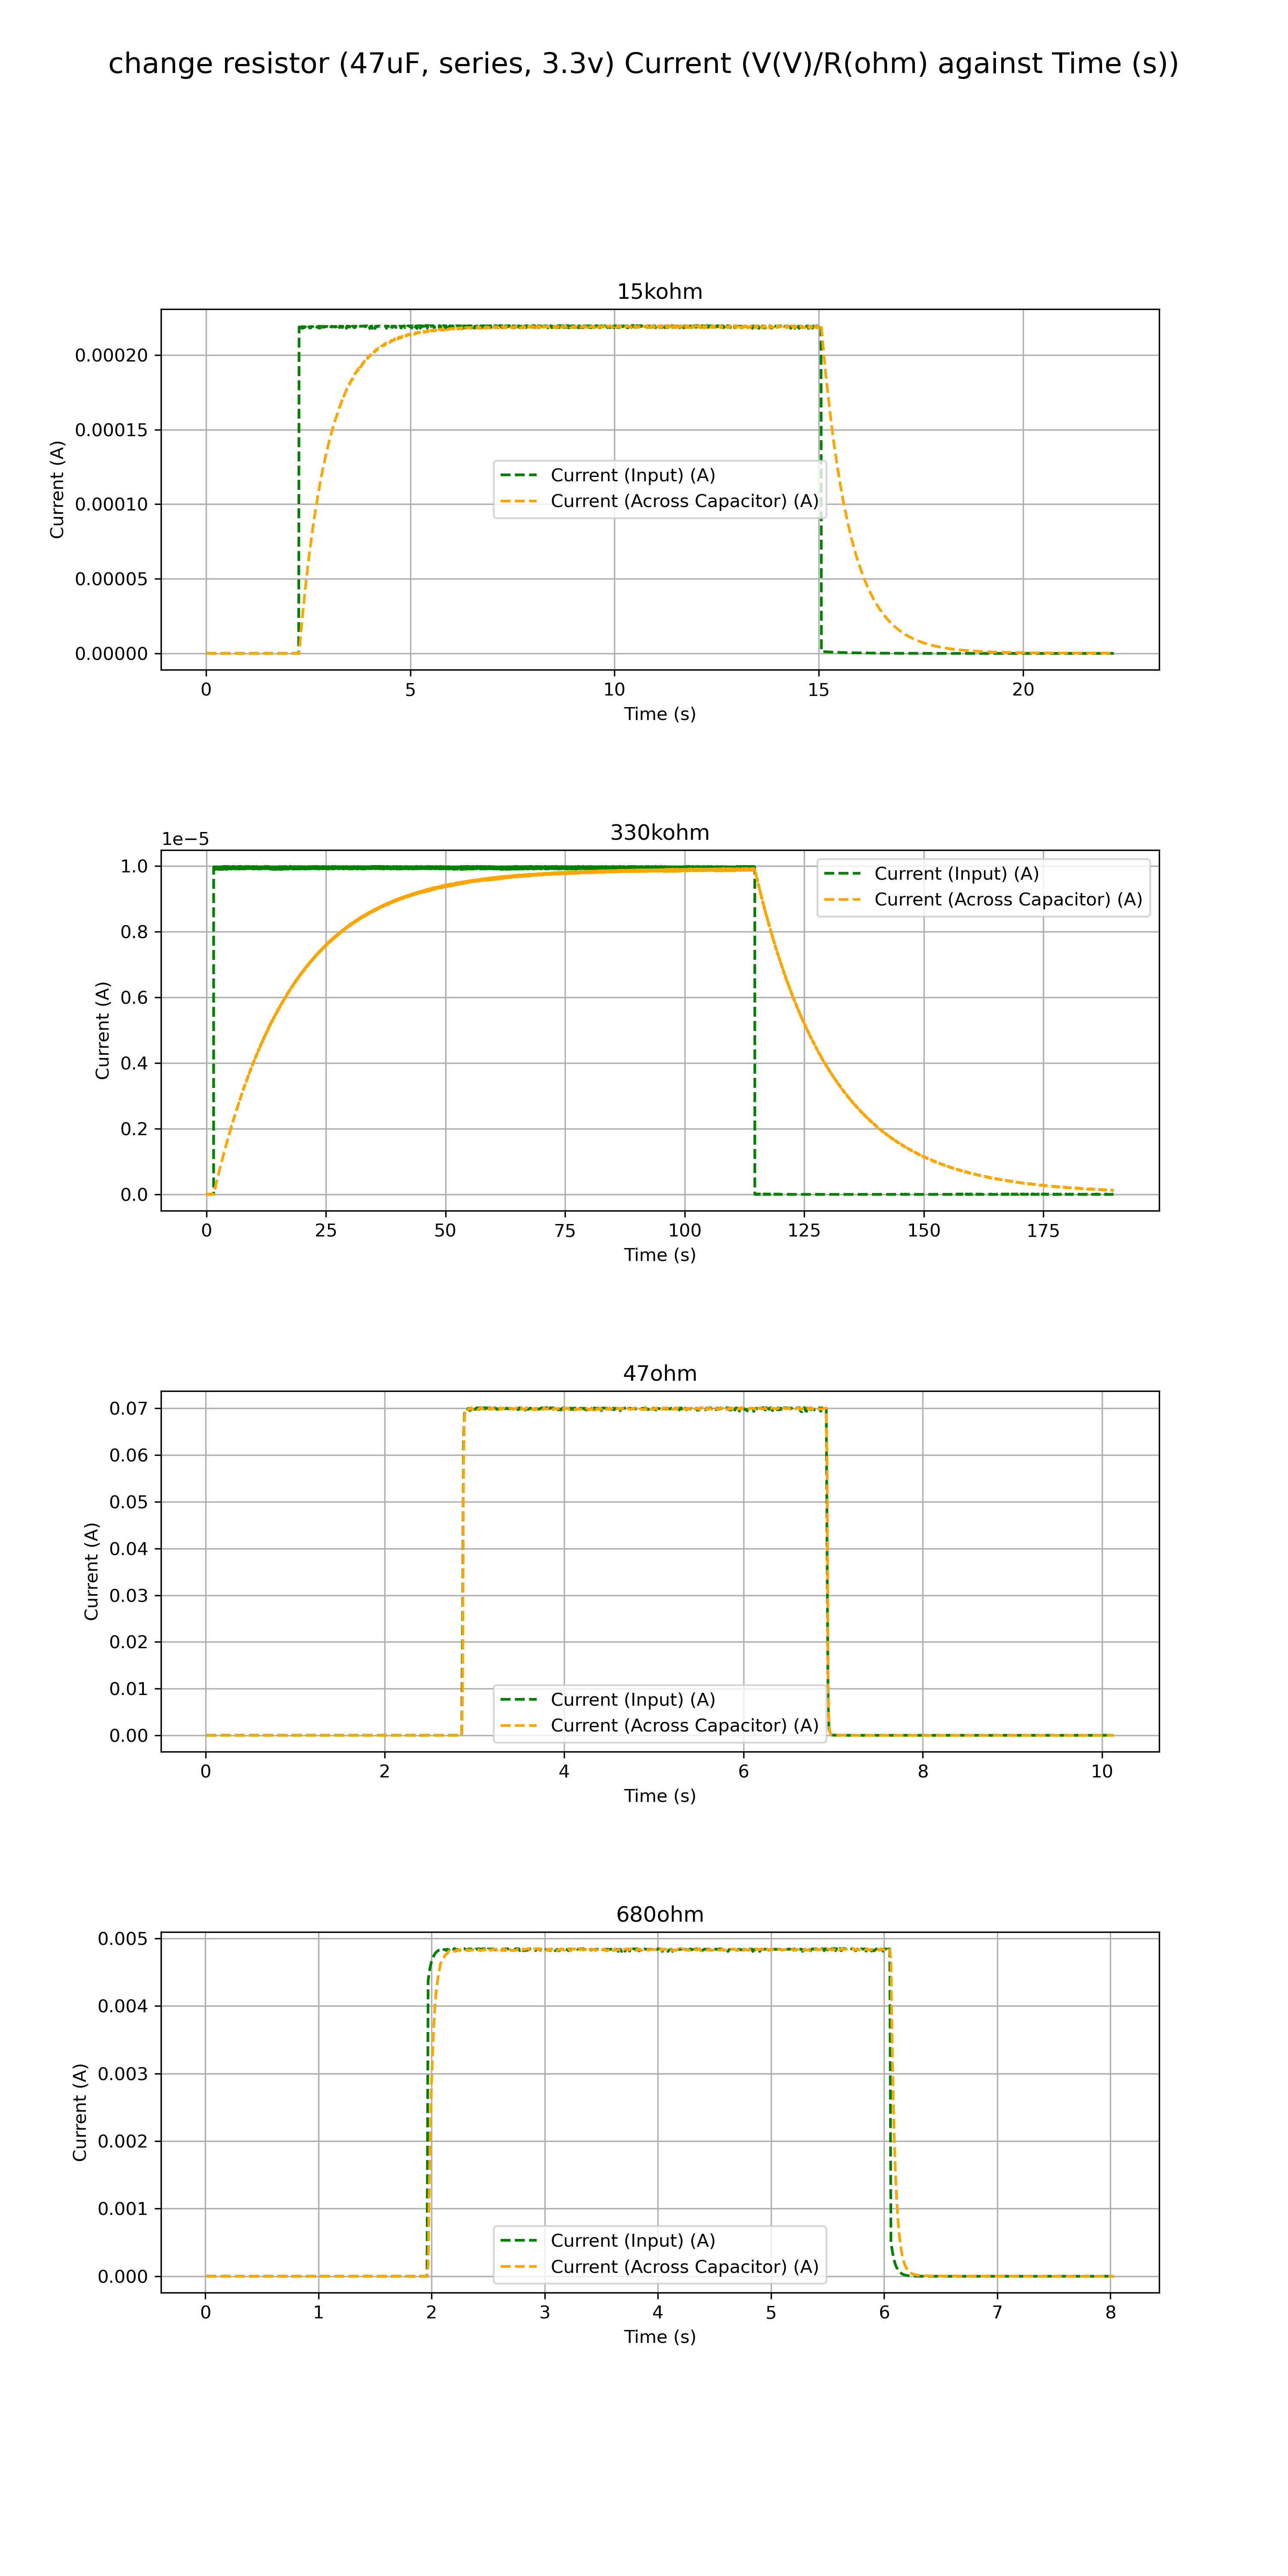 change resistor (47uF, series, 3.3v) Current (V(V)/R(ohm) against Time (s))
15kohm
0.00020
0.00015
0.00010
0.00005
0.00000
Current (A)
Current (Input) (A)
Current (Across Capacitor) (A)
0 5 10 15 20
Time (s)
330kohm
1e−5
1.0
0.8
0.6
0.4
0.2
0.0
Current (A)
Current (Input) (A)
Current (Across Capacitor) (A)
0 25 50 75 100 125 150 175
Time (s)
47ohm
0.07
0.06
0.05
0.04
0.03
0.02
0.01
0.00
Current (A)
Current (Input) (A)
Current (Across Capacitor) (A)
0 2 4 6 8 10
Time (s)
680ohm
0.005
0.004
0.003
0.002
0.001
0.000
Current (A)
Current (Input) (A)
Current (Across Capacitor) (A)
0 1 2 3 4 5 6 7 8
Time (s)